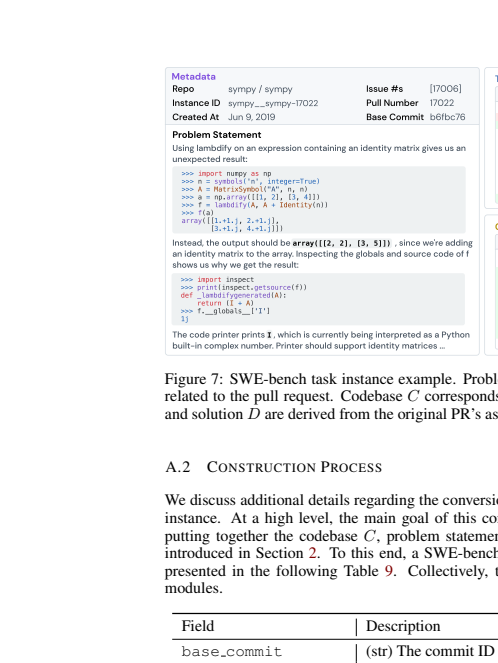 Metadata
Repo sympy / sympy Issue #s [17006]
Instance ID sympy__sympy-17022 Pull Number 17022
Created At Jun 9, 2019 Base Commit b6fbc76
Problem Statement
Using lambdify on an expression containing an identity matrix gives us an
unexpected result:
>>> import numpy as np
>>> n = symbols('n', integer=True)
>>> A = MatrixSymbol("A", n, n)
>>> a = np.array([[1, 2], [3, 4]])
>>> f = lambdify(A, A + Identity(n))
>>> f(a)
array([[1.+1.j, 2.+1.j],
[3.+1.j, 4.+1.j]])
Instead, the output should be array([[2, 2], [3, 5]]) , since we're adding
an identity matrix to the array. Inspecting the globals and source code of f
shows us why we get the result:
>>> import inspect
>>> print(inspect.getsource(f))
def _lambdifygenerated(A):
return (I + A)
>>> f.__globals__['I']
1j
The code printer prints I , which is currently being interpreted as a Python
built-in complex number. Printer should support identity matrices ...
Figure 7: SWE-bench task instance example. Probl
related to the pull request. Codebase C corresponds
and solution D are derived from the original PR's as
A.2 CONSTRUCTION PROCESS
We discuss additional details regarding the conversi
instance. At a high level, the main goal of this co
putting together the codebase C, problem statemen
introduced in Section 2. To this end, a SWE-bench
presented in the following Table 9. Collectively, t
modules.
Field Description
base_commit (str) The commit ID